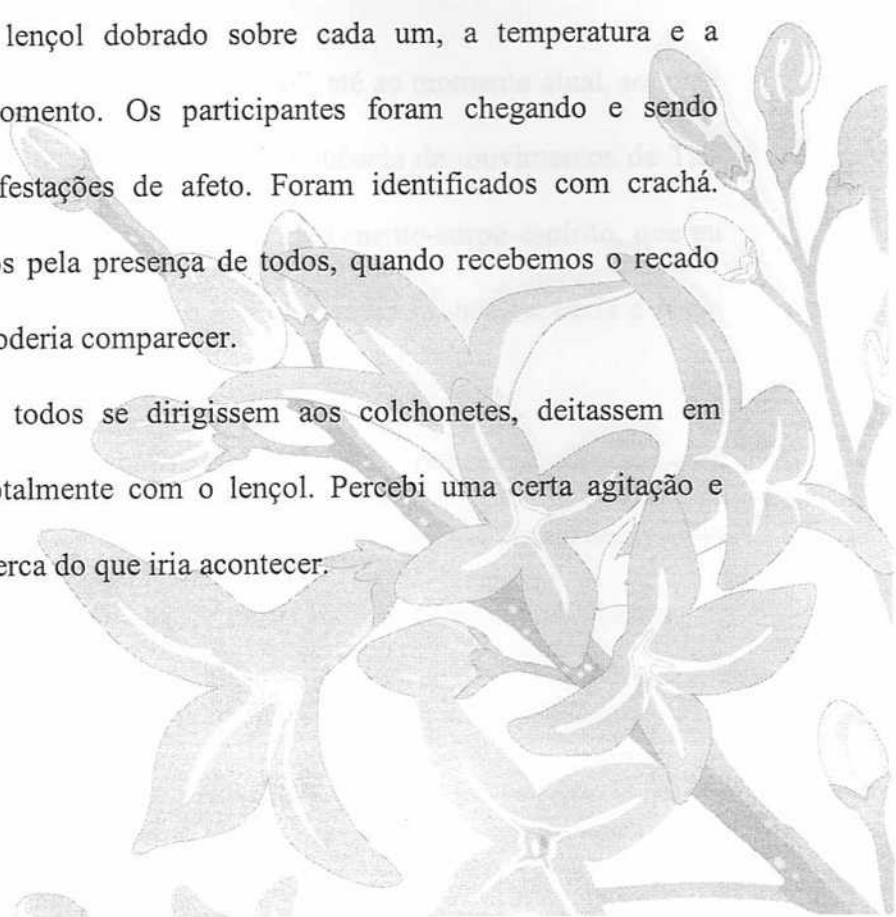 lençol dobrado sobre cada um, a temperatura e a
omento. Os participantes foram chegando e sendo
festações de afeto. Foram identificados com crachá.
os pela presença de todos, quando recebemos o recado
oderia comparecer.
todos se dirigissem aos colchonetes, deitassem em
otalmente com o lençol. Percebi uma certa agitação e
erca do que iria acontecer.